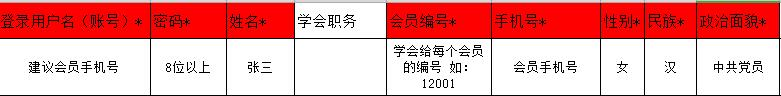 登录用户名（账号）* 密码* 姓名* 学会职务 会员编号* 手机号* 性别* 民族* 政治面貌*
建议会员手机号 8位以上 张三 学会给每个会员的编号 如：12001 会员手机号 女 汉 中共党员